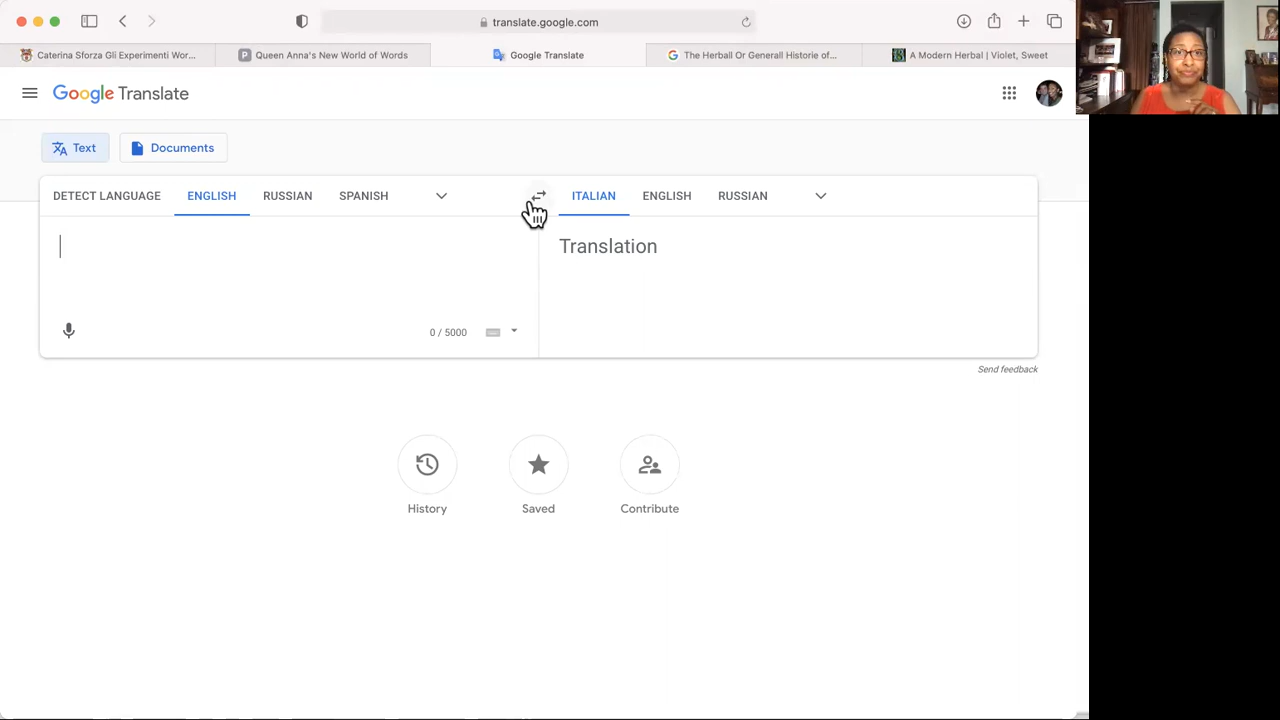 translate.google.com
Caterina Sforza Gli Experimenti Wor...
Queen Anna's New World of Words
Google Translate
The Herball Or Generall Historie of...
A Modern Herbal | Violet, Sweet
Google Translate
Text
Documents
DETECT LANGUAGE ENGLISH RUSSIAN SPANISH ITALIAN ENGLISH RUSSIAN
Translation
0 / 5000
Send feedback
History Saved Contribute